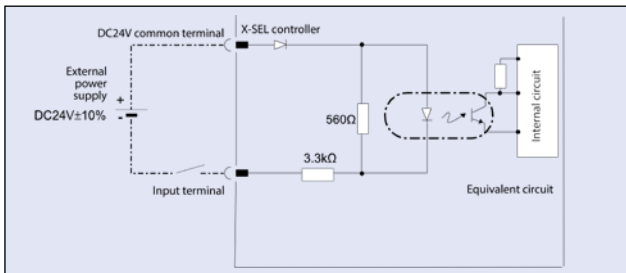 DC24V common terminal
X-SEL controller
External
power
supply
+
DC24V±10%
-
560Ω
Internal circuit
3.3kΩ
Input terminal
Equivalent circuit